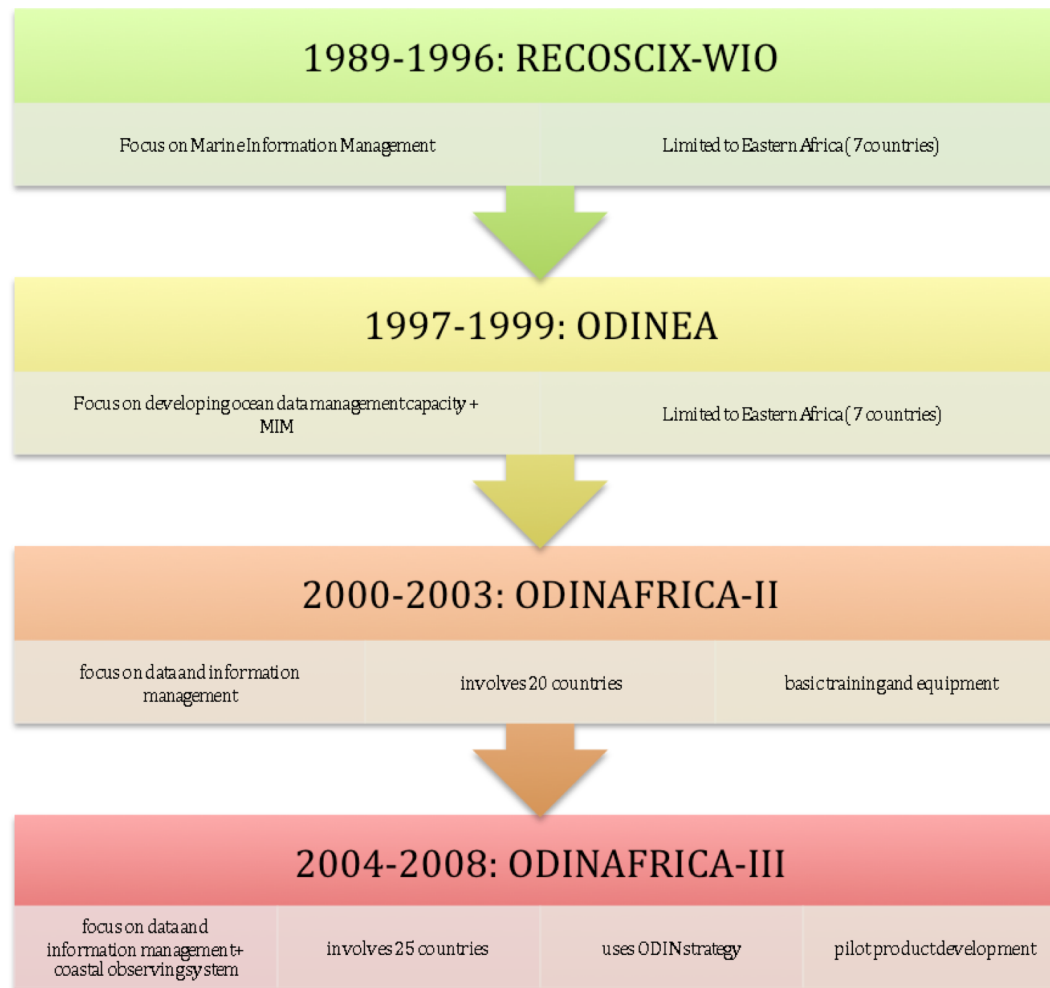 1989-1996: RECOSCIX-WIO
Focus on Marine Information Management
Limited to Eastern Africa ( 7 countries)
1997-1999: ODINEA
Focus on developing ocean data management capacity +
MIM
Limited to Eastern Africa ( 7 countries)
2000-2003: ODINAFRICA-II
focus on data and information
management
involves 20 countries
basic training and equipment
2004-2008: ODINAFRICA-III
focus on data and
information management+
coastal observing system
involves 25 countries
uses ODIN strategy
pilot product development